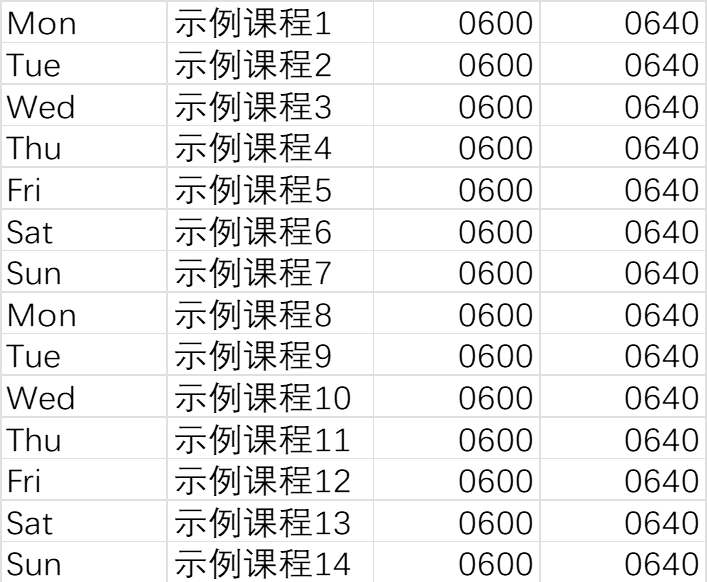 Mon 示例课程1 0600 0640
Tue 示例课程2 0600 0640
Wed 示例课程3 0600 0640
Thu 示例课程4 0600 0640
Fri 示例课程5 0600 0640
Sat 示例课程6 0600 0640
Sun 示例课程7 0600 0640
Mon 示例课程8 0600 0640
Tue 示例课程9 0600 0640
Wed 示例课程10 0600 0640
Thu 示例课程11 0600 0640
Fri 示例课程12 0600 0640
Sat 示例课程13 0600 0640
Sun 示例课程14 0600 0640